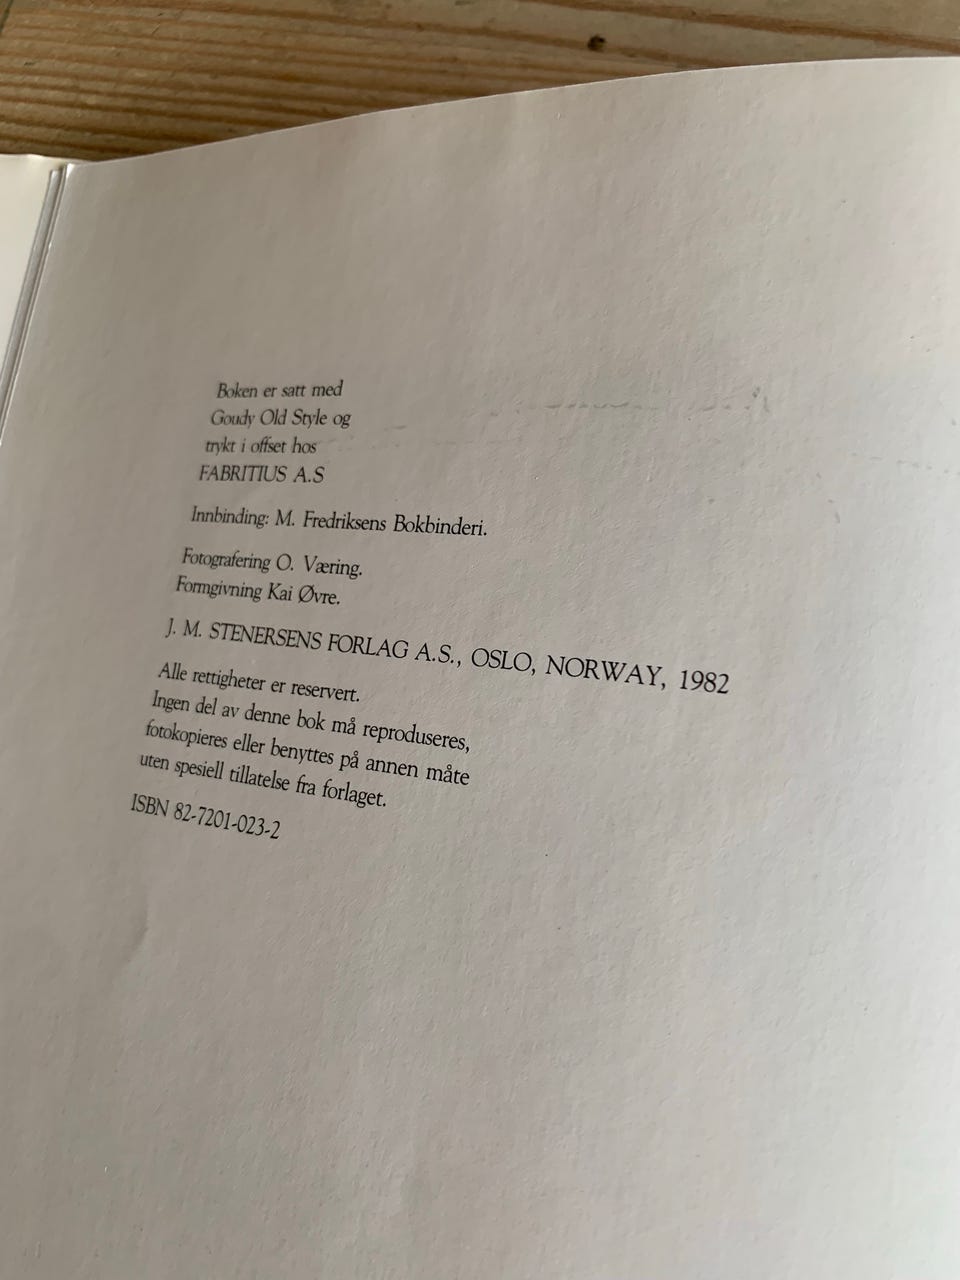 Boken er satt med
Goudy Old Style og
trykt i offset hos
FABRITIUS A.S
Innbinding: M. Fredriksens Bokbinderi.
Fotografering O. Væring.
Formgivning Kai Øvre.
J. M. STENERSENS FORLAG A.S., OSLO, NORWAY, 1982
Alle rettigheter er reservert.
Ingen del av denne bok må reproduseres,
fotokopieres eller benyttes på annen måte
uten spesiell tillatelse fra forlaget.
ISBN 82-7201-023-2